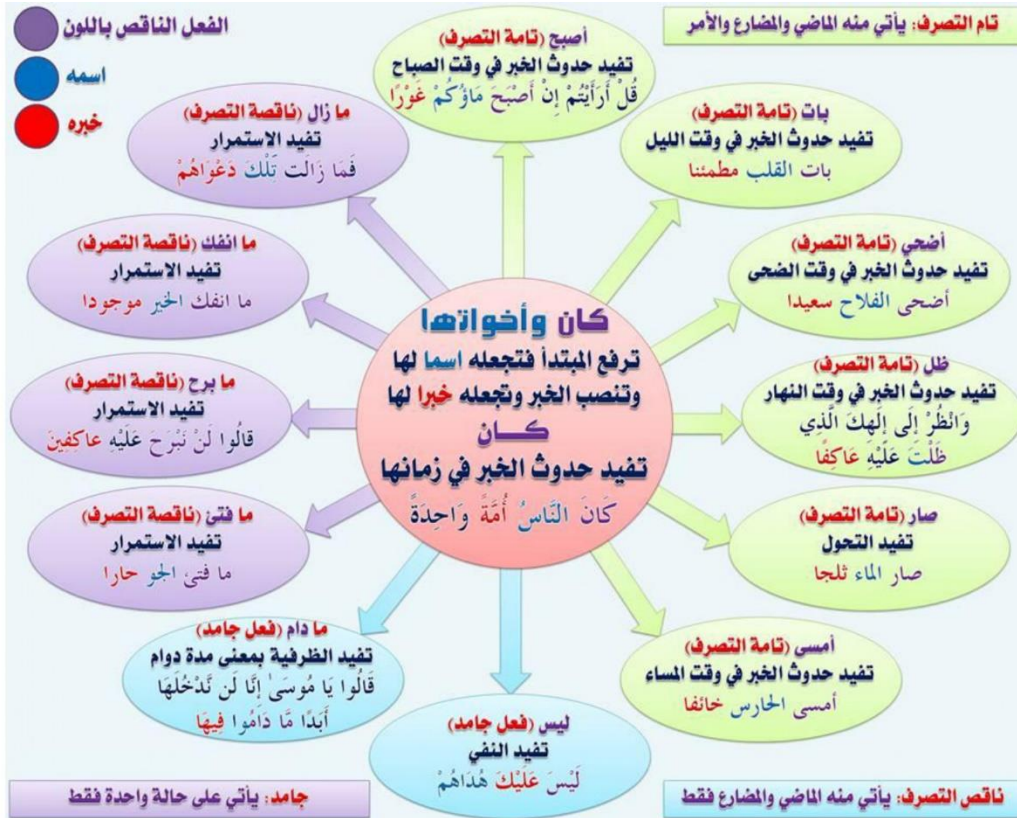 تام التصرف: يأتي منه الماضي والمضارع والأمر
الفعل الناقص باللون
اسمه
خبره
كان وأخواتها
ترفع المبتدأ فتجعله اسما لها
وتنصب الخبر وتجعله خبرا لها
كـــان
تفيد حدوث الخبر في زمانها
كَانَ النَّاسُ أُمَّةً وَاحِدَةً
أصبح (تامة التصرف)
تفيد حدوث الخبر في وقت الصباح
قُلْ أَرَأَيْتُمْ إِنْ أَصْبَحَ مَاؤُكُمْ غَوْرًا
بات (تامة التصرف)
تفيد حدوث الخبر في وقت الليل
بات القلب مطمئنا
أضحي (تامة التصرف)
تفيد حدوث الخبر في وقت الضحى
أضحى الفلاح سعيدا
ظل (تامة التصرف)
تفيد حدوث الخبر في وقت النهار
وَانْظُرْ إِلَى إِلَهِكَ الَّذِي
ظَلْتَ عَلَيْهِ عَاكِفًا
صار (تامة التصرف)
تفيد التحول
صار الماء ثلجا
أمسى (تامة التصرف)
تفيد حدوث الخبر في وقت المساء
أمسى الحارس خائفا
ليس (فعل جامد)
تفيد النفي
لَيْسَ عَلَيْكَ هُدَاهُمْ
ما دام (فعل جامد)
تفيد الظرفية بمعنى مدة دوام
قَالُوا يَا مُوسَىٰ إِنَّا لَن نَّدْخُلَهَا
أَبَدًا مَّا دَامُوا فِيهَا
ما فتئ (ناقصة التصرف)
تفيد الاستمرار
ما فتئ الجو حارا
ما برح (ناقصة التصرف)
تفيد الاستمرار
قَالُوا لَنْ نَبْرَحَ عَلَيْهِ عَاكِفِينَ
ما انفك (ناقصة التصرف)
تفيد الاستمرار
ما انفك الخير موجودا
ما زال (ناقصة التصرف)
تفيد الاستمرار
فَمَا زَالَت تِّلْكَ دَعْوَاهُمْ
ناقص التصرف: يأتي منه الماضي والمضارع فقط
جامد: يأتي على حالة واحدة فقط